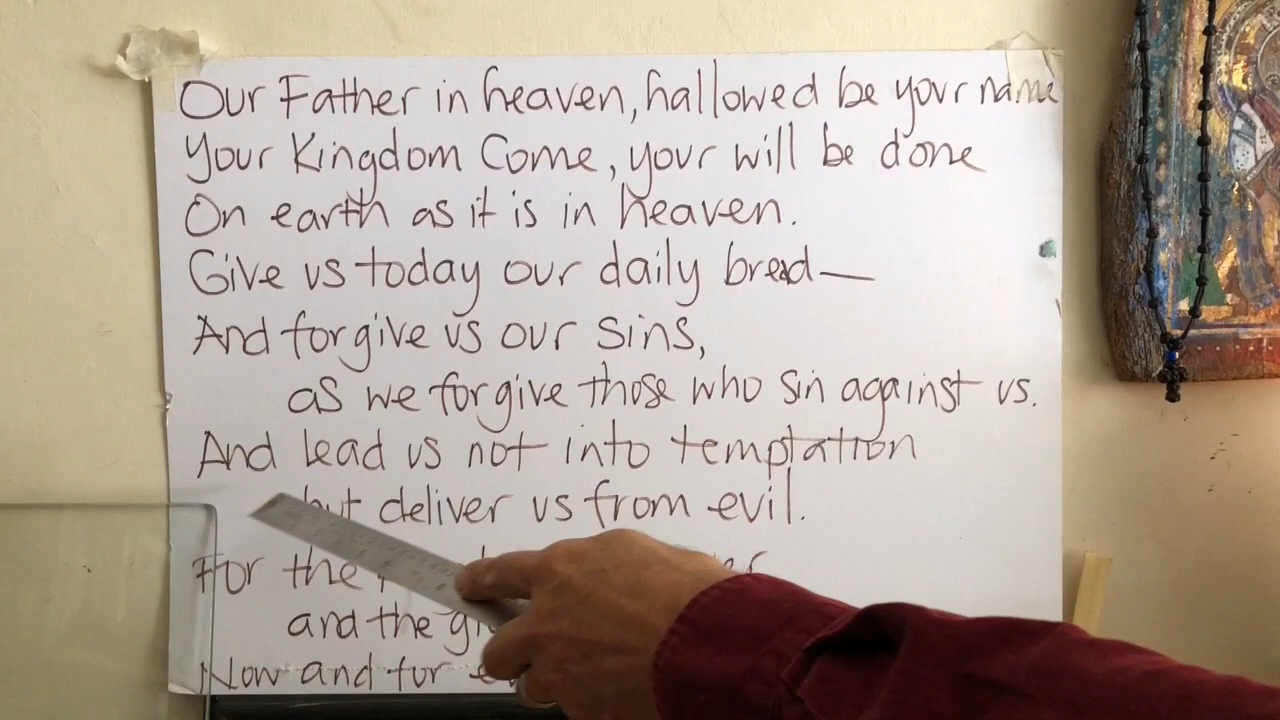 Our Father in heaven, hallowed be your name
Your Kingdom Come, your will be done
On earth as it is in heaven.
Give us today our daily bread—
And forgive us our sins,
as we forgive those who sin against us.
And lead us not into temptation
but deliver us from evil.
For the
and the
Now and for